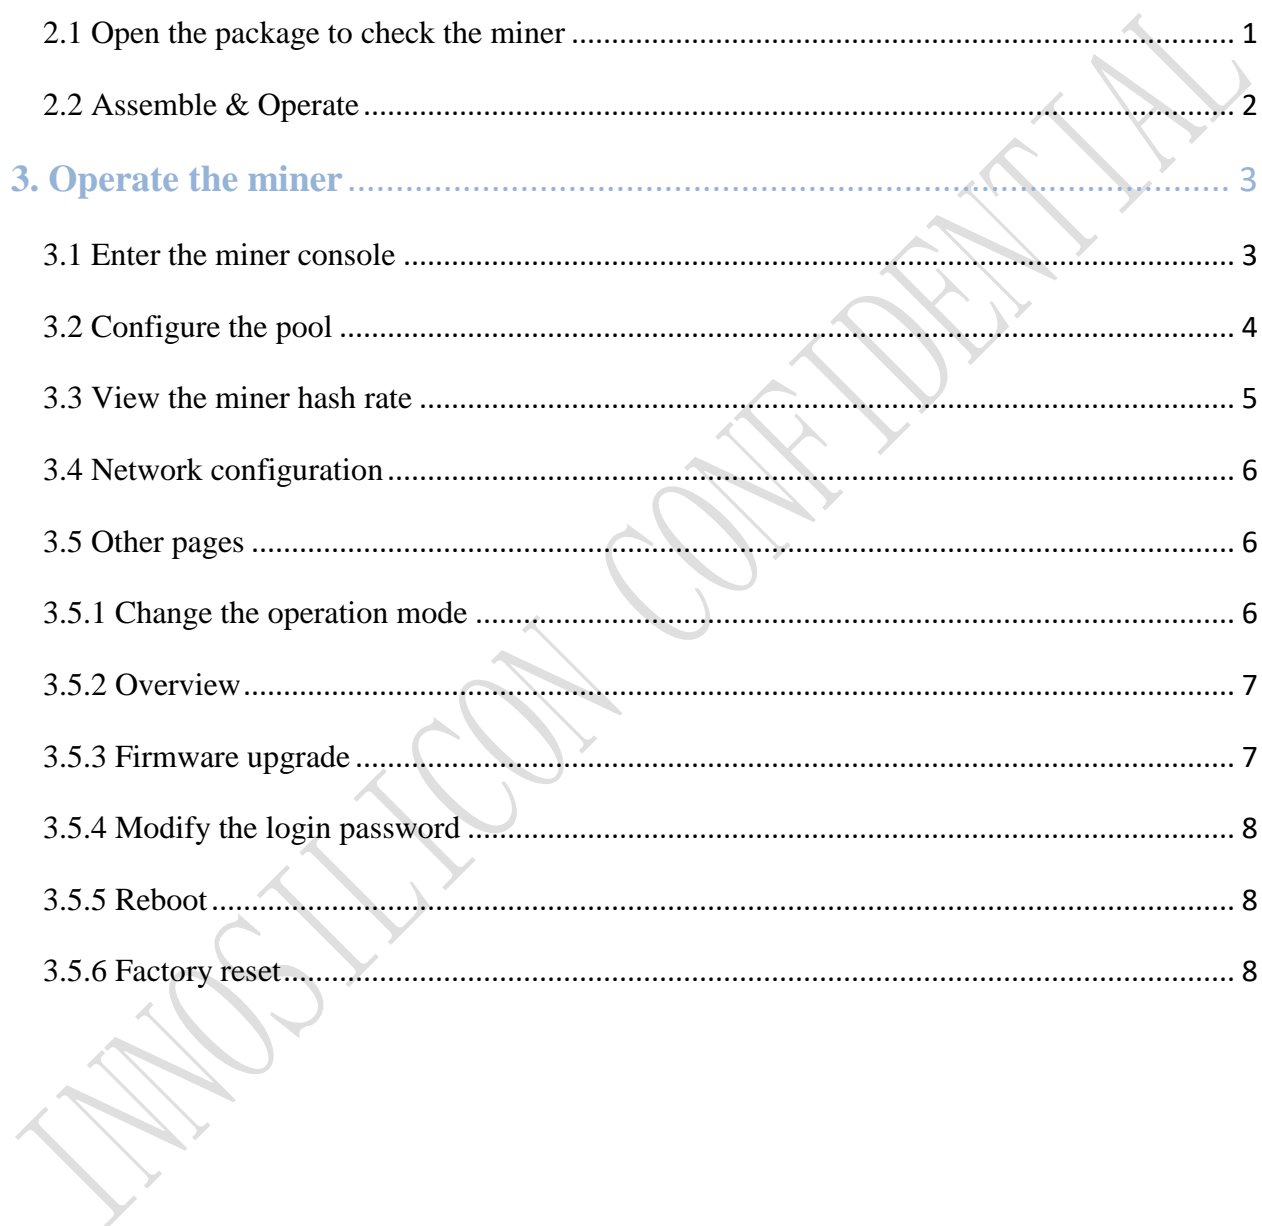 2.1 Open the package to check the miner ........ 1
2.2 Assemble & Operate ........ 2
3. Operate the miner ........ 3
3.1 Enter the miner console ........ 3
3.2 Configure the pool ........ 4
3.3 View the miner hash rate ........ 5
3.4 Network configuration ........ 6
3.5 Other pages ........ 6
3.5.1 Change the operation mode ........ 6
3.5.2 Overview ........ 7
3.5.3 Firmware upgrade ........ 7
3.5.4 Modify the login password ........ 8
3.5.5 Reboot ........ 8
3.5.6 Factory reset ........ 8
INNOSILICON CONFIDENTIAL